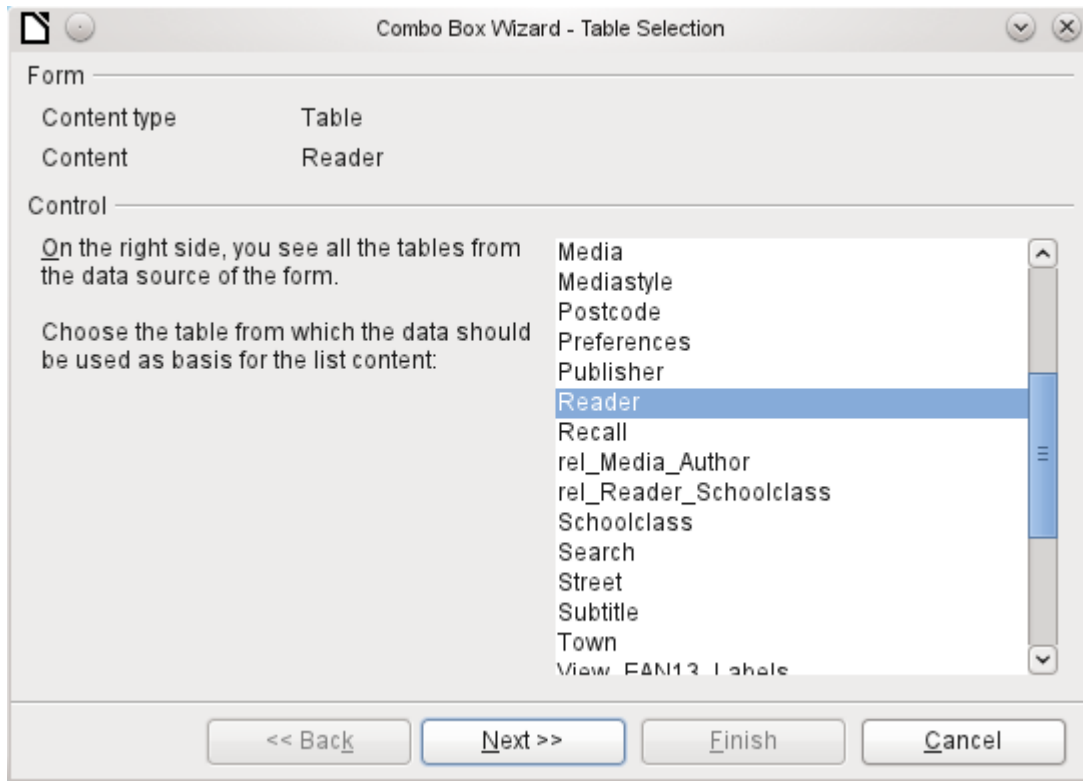 Combo Box Wizard - Table Selection
Form
Content type Table
Content Reader
Control
On the right side, you see all the tables from
the data source of the form.
Choose the table from which the data should
be used as basis for the list content:
Media
Mediastyle
Postcode
Preferences
Publisher
Reader
Recall
rel_Media_Author
rel_Reader_Schoolclass
Schoolclass
Search
Street
Subtitle
Town
View_EAN13_Labels
<< Back Next >> Finish Cancel